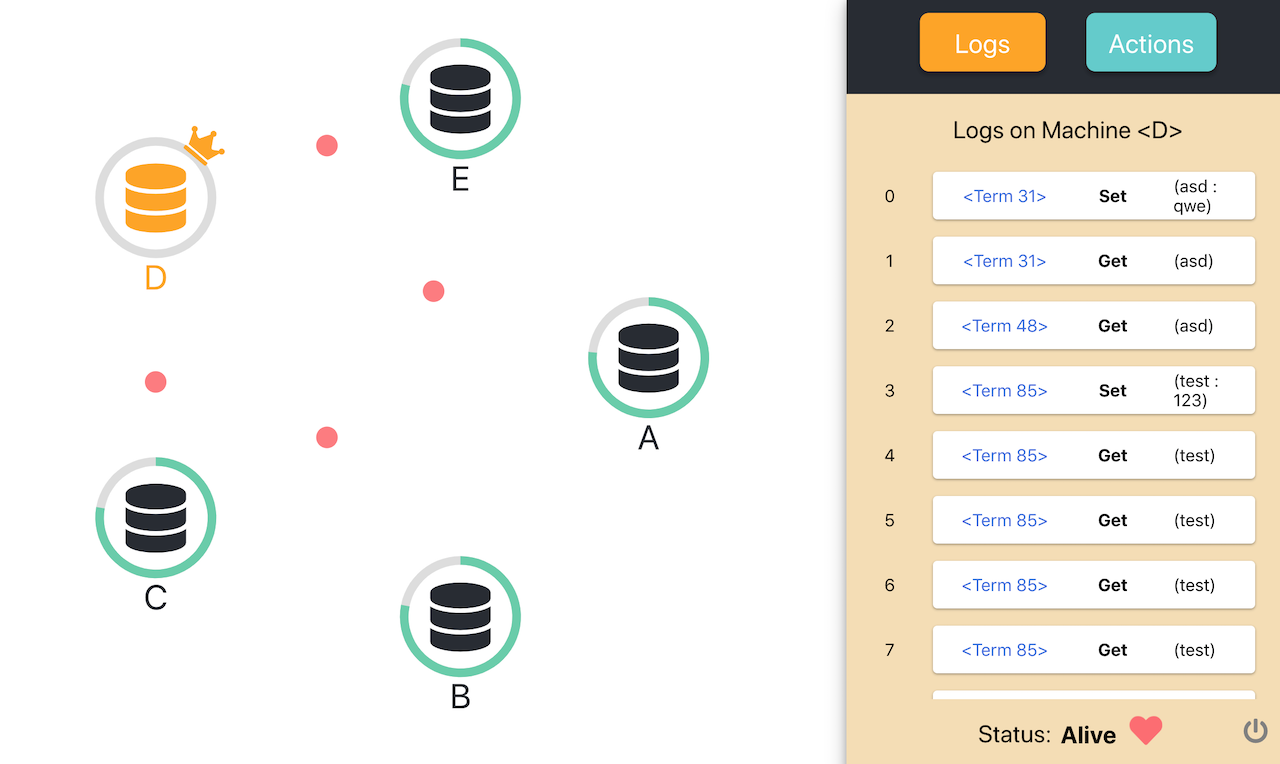 Logs
Actions
E
D
A
C
B
Logs on Machine <D>
0 <Term 31> Set (asd :
qwe)
1 <Term 31> Get (asd)
2 <Term 48> Get (asd)
3 <Term 85> Set (test :
123)
4 <Term 85> Get (test)
5 <Term 85> Get (test)
6 <Term 85> Get (test)
7 <Term 85> Get (test)
Status: Alive